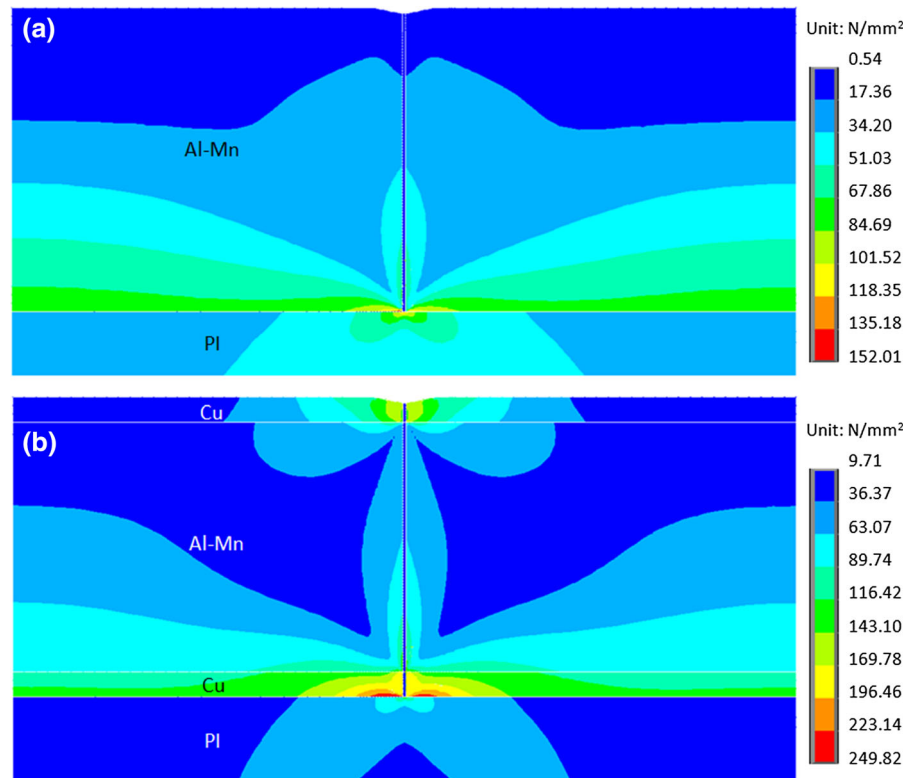 (a)
Unit: N/mm²
0.54
17.36
34.20
51.03
67.86
84.69
101.52
118.35
135.18
152.01
Al-Mn
PI
(b)
Cu
Unit: N/mm²
9.71
36.37
63.07
89.74
116.42
143.10
169.78
196.46
223.14
249.82
Al-Mn
Cu
PI